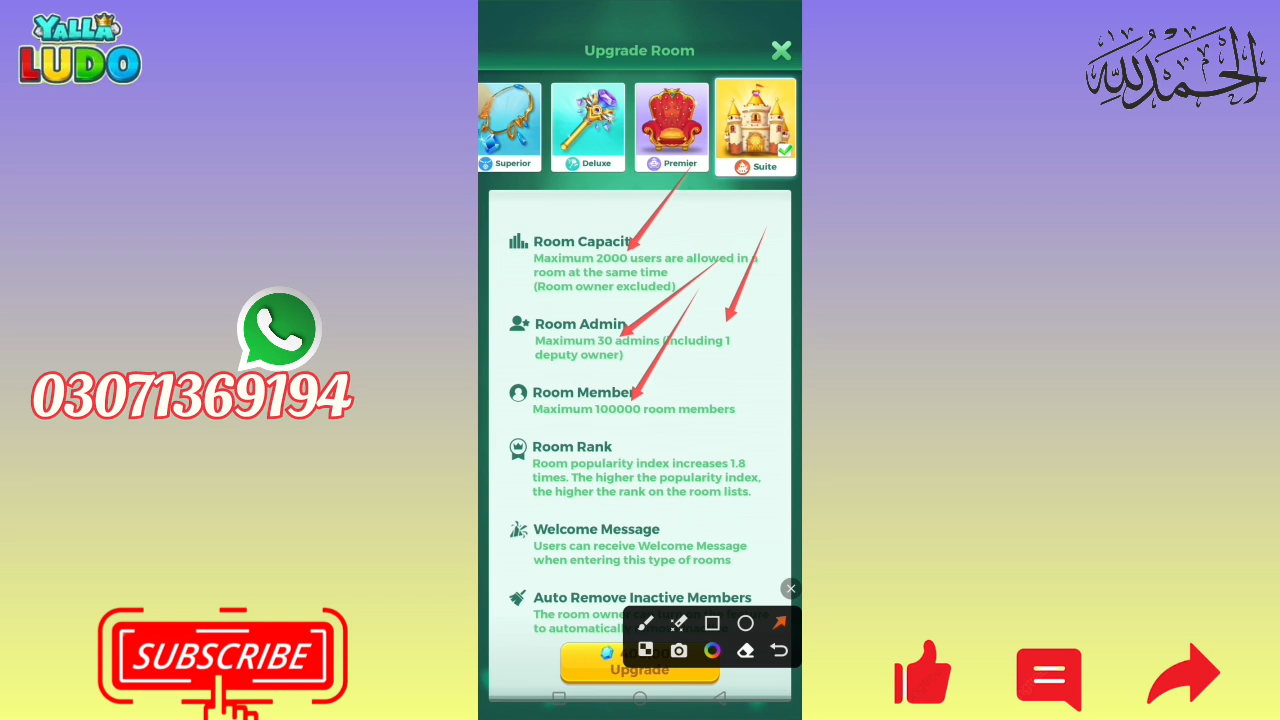 YALLA
LUDO
الحمدلله
Upgrade Room
Superior
Deluxe
Premier
Suite
Room Capacity
Maximum 2000 users are allowed in a
room at the same time
(Room owner excluded)
Room Admin
Maximum 30 admins (including 1
deputy owner)
Room Member
Maximum 100000 room members
Room Rank
Room popularity index increases 1.8
times. The higher the popularity index,
the higher the rank on the room lists.
Welcome Message
Users can receive Welcome Message
when entering this type of rooms
Auto Remove Inactive Members
The room owner
to automatically
Upgrade
03071369194
SUBSCRIBE